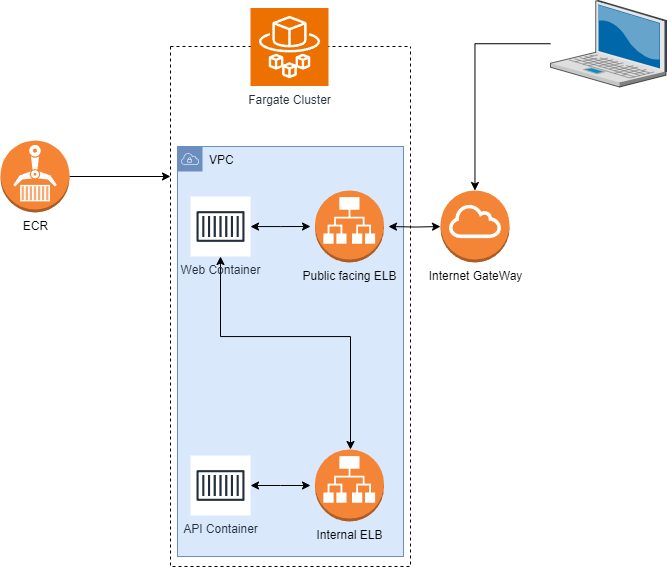 Fargate Cluster
VPC
ECR
Web Container
Public facing ELB
Internet GateWay
API Container
Internal ELB